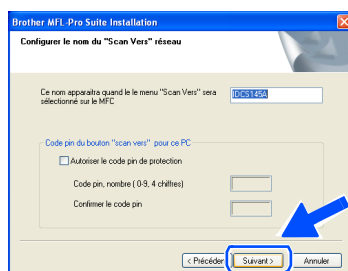 Brother MFL-Pro Suite Installation
Configurer le nom du "Scan Vers" réseau
Ce nom apparaitra quand le le menu "Scan Vers" sera
sélectionné sur le MFC
IDCS145A
Code pin du bouton "scan vers" pour ce PC
Autoriser le code pin de protection
Code pin, nombre ( 0-9, 4 chiffres)
Confirmer le code pin
< Précéder
Suivant >
Annuler